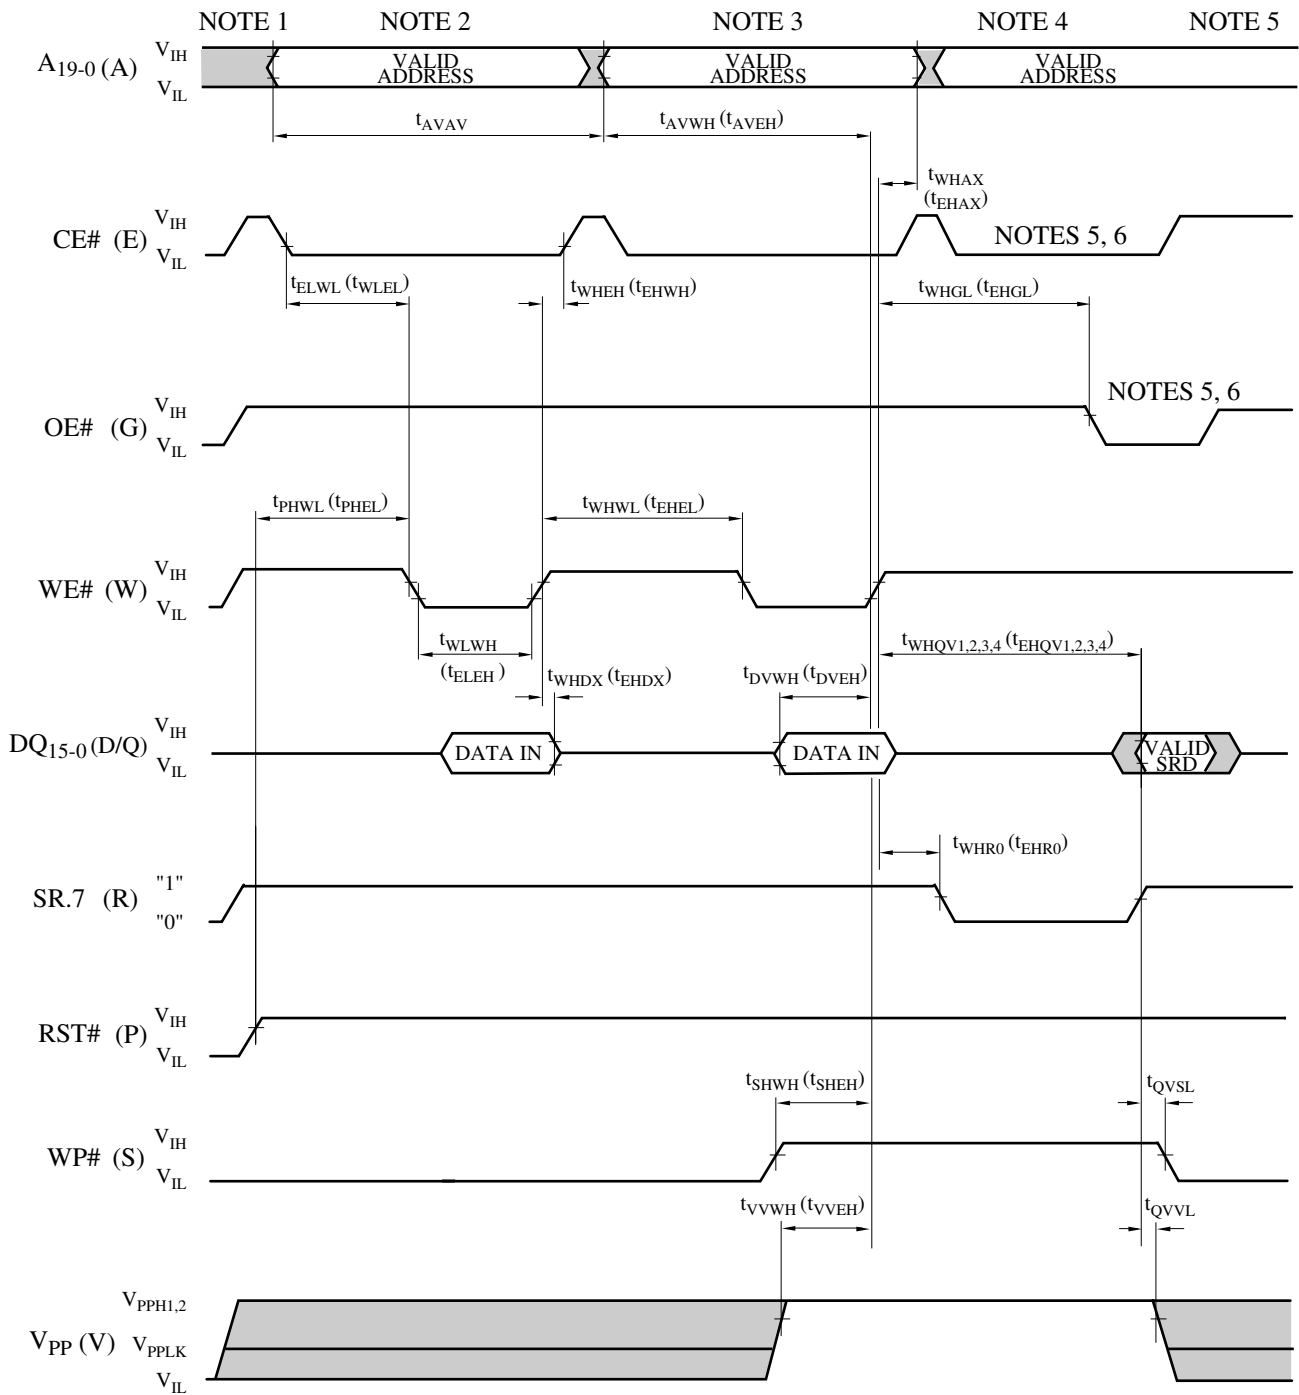 NOTE 1 NOTE 2 NOTE 3 NOTE 4 NOTE 5
A19-0 (A) VIH VIL
VALID ADDRESS
VALID ADDRESS
VALID ADDRESS
tAVAV
tAVWH (tAVEH)
tWHAX
(tEHAX)
CE# (E) VIH VIL
NOTES 5, 6
tELWL (tWLEL)
tWHEH (tEHWH)
tWHGL (tEHGL)
OE# (G) VIH VIL
NOTES 5, 6
tPHWL (tPHEL)
tWHWL (tEHEL)
WE# (W) VIH VIL
tWLWH
(tELEH )
tWHDX (tEHDX)
tDVWH (tDVEH)
tWHQV1,2,3,4 (tEHQV1,2,3,4)
DQ15-0 (D/Q) VIH VIL
DATA IN
DATA IN
VALID
SRD
tWHR0 (tEHR0)
SR.7 (R) "1" "0"
RST# (P) VIH VIL
tSHWH (tSHEH)
tQVSL
WP# (S) VIH VIL
tVVWH (tVVEH)
tQVVL
VPP (V) VPPH1,2 VPPLK VIL